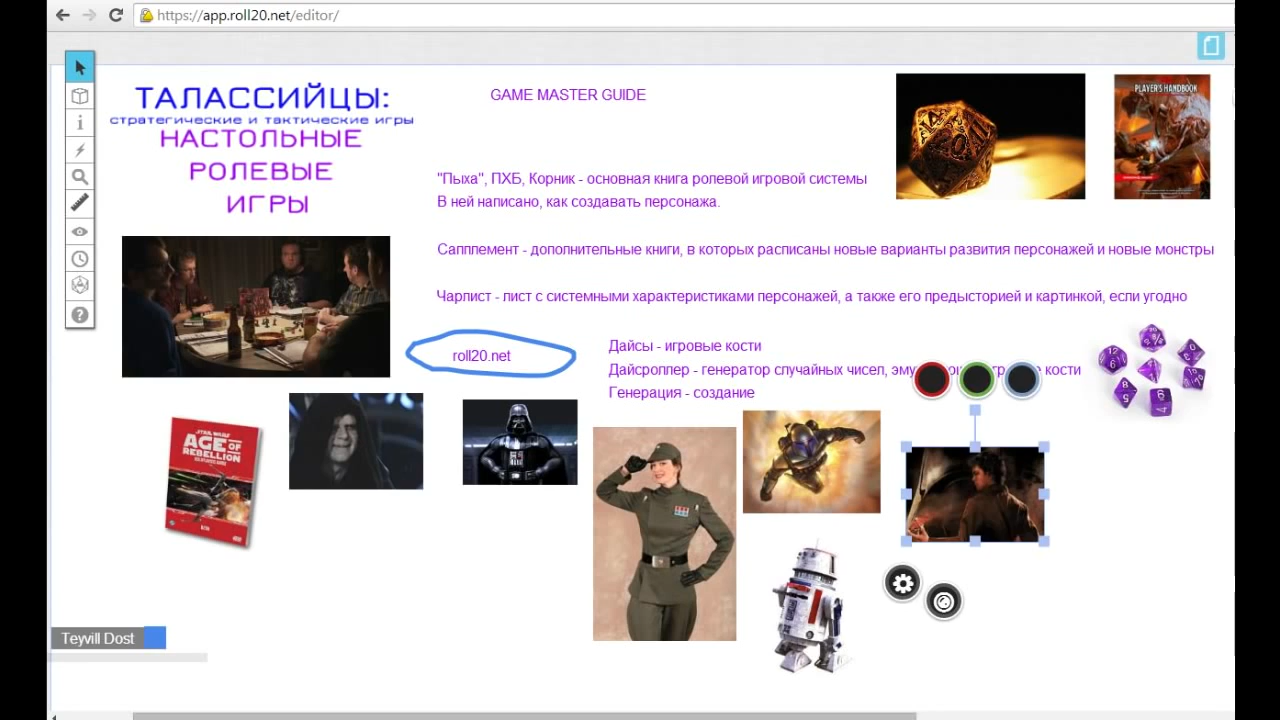 https://app.roll20.net/editor/
ТАЛАССИЙЦЫ:
стратегические и тактические игры
НАСТОЛЬНЫЕ
РОЛЕВЫЕ
ИГРЫ
GAME MASTER GUIDE
PLAYER'S HANDBOOK
"Пыха", ПХБ, Корник - основная книга ролевой игровой системы
В ней написано, как создавать персонажа.
Сапплемент - дополнительные книги, в которых расписаны новые варианты развития персонажей и новые монстры
Чарлист - лист с системными характеристиками персонажей, а также его предысторией и картинкой, если угодно
roll20.net
Дайсы - игровые кости
Дайсроллер - генератор случайных чисел, кости
Генерация - создание
STAR WARS
AGE OF
REBELLION
Teyvill Dost